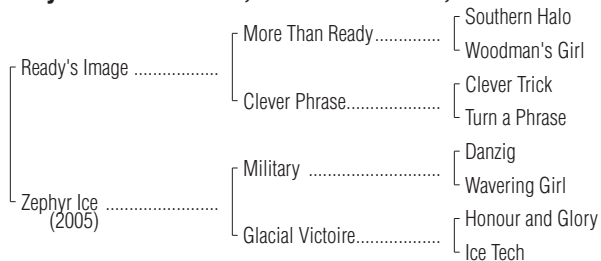 Southern Halo
More Than Ready..............
Woodman's Girl
Ready's Image ..................
Clever Trick
Clever Phrase....................
Turn a Phrase
Danzig
Military ............................
Wavering Girl
Zephyr Ice ........................
(2005)
Honour and Glory
Glacial Victoire..................
Ice Tech